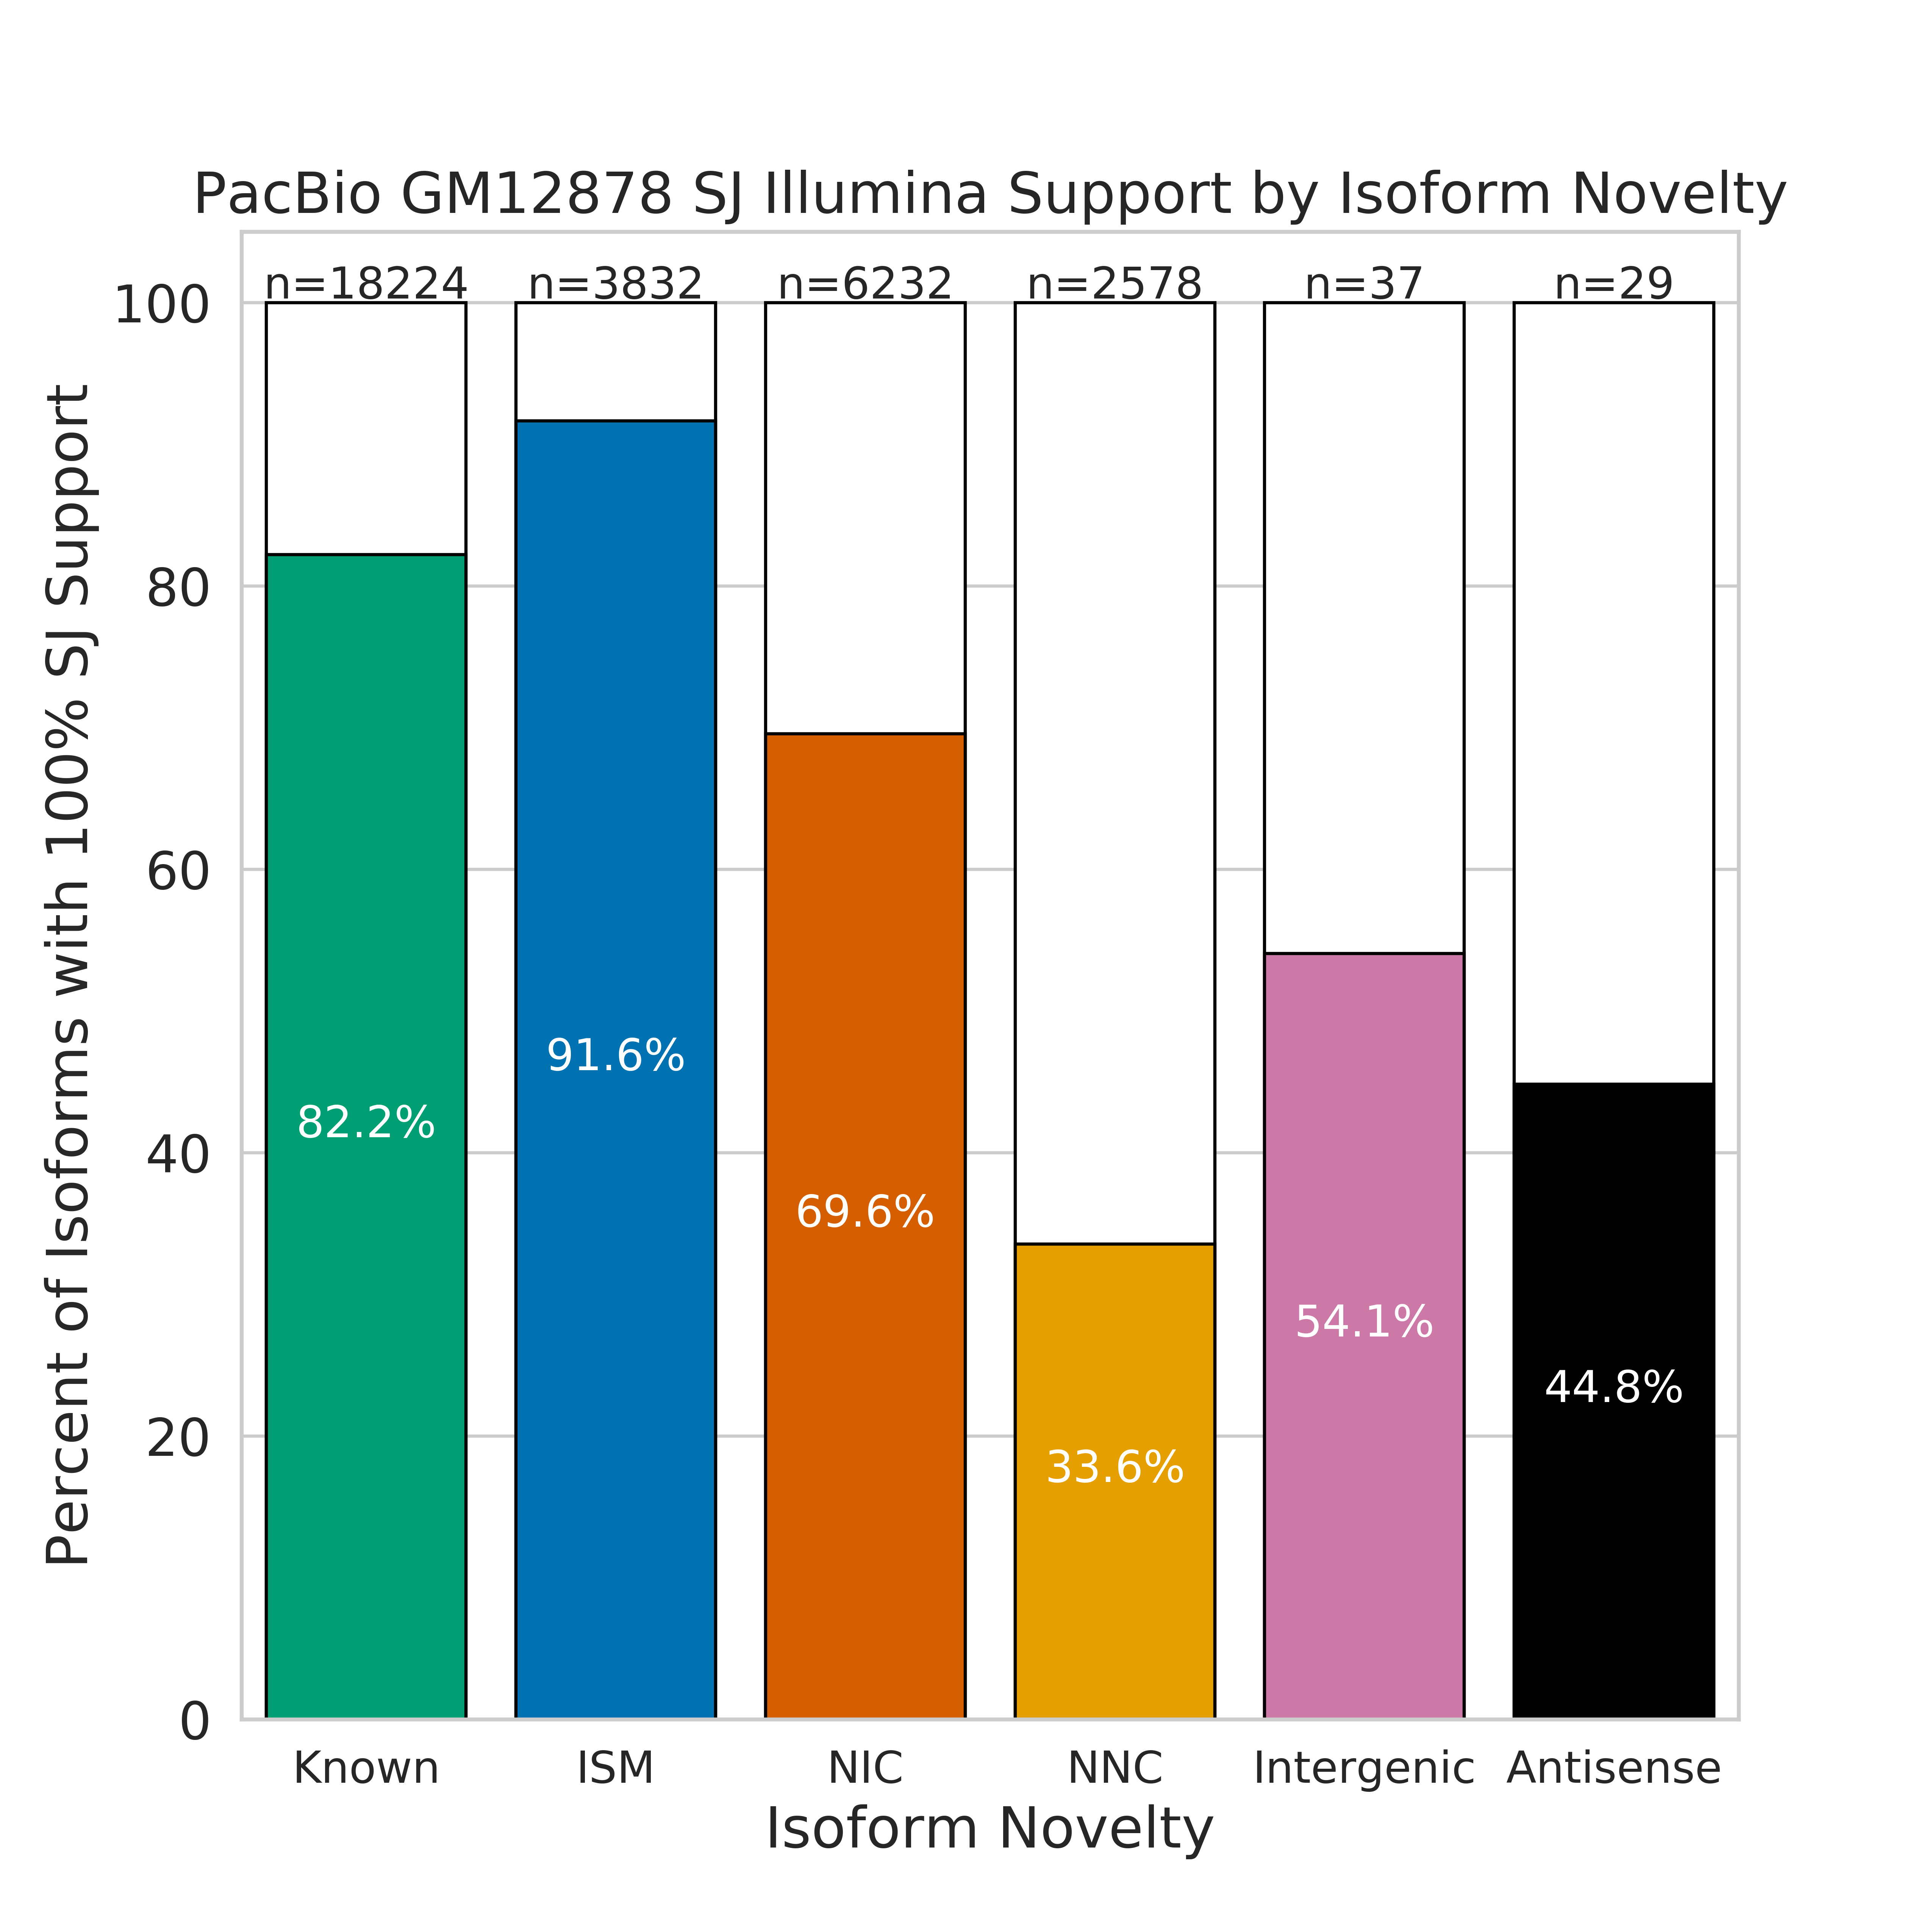 PacBio GM12878 SJ Illumina Support by Isoform Novelty
n=18224 n=3832 n=6232 n=2578 n=37 n=29
100
80
60
40
20
0
Percent of Isoforms with 100% SJ Support
82.2%
91.6%
69.6%
33.6%
54.1%
44.8%
Known ISM NIC NNC Intergenic Antisense
Isoform Novelty